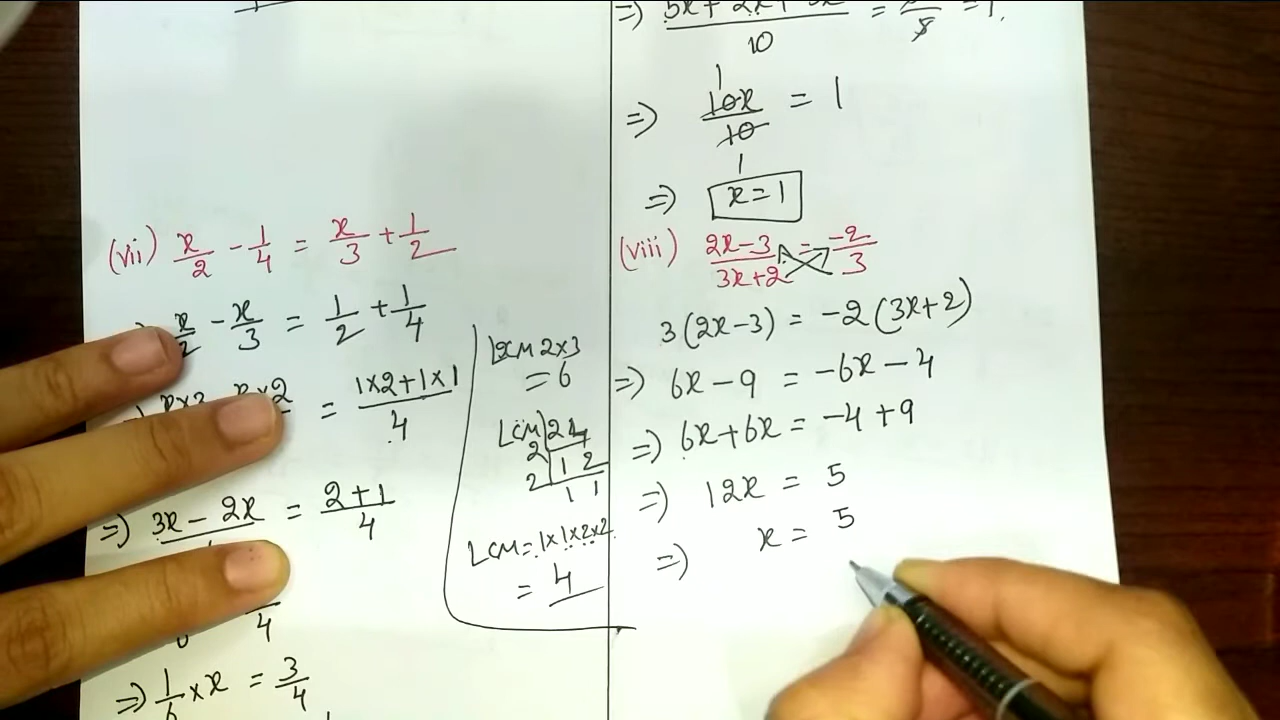 (vii) x/2 - 1/4 = x/3 + 1/2
x/2 - x/3 = 1/2 + 1/4
= 1×2+1×1/4
=) 3x - 2x = 2+1/4
4
=) 1/6 × x = 3/4
LCM 2×3
= 6
LCM 2 4
2 1 2
2 1 1
LCM = 1×1×2×2
= 4
10
=) 10x/10 = 1
1
1
=) x = 1
(viii) 2x-3/3x+2 = -2/3
3(2x-3) = -2(3x+2)
=) 6x - 9 = -6x - 4
=) 6x+6x = -4+9
=) 12x = 5
=) x = 5